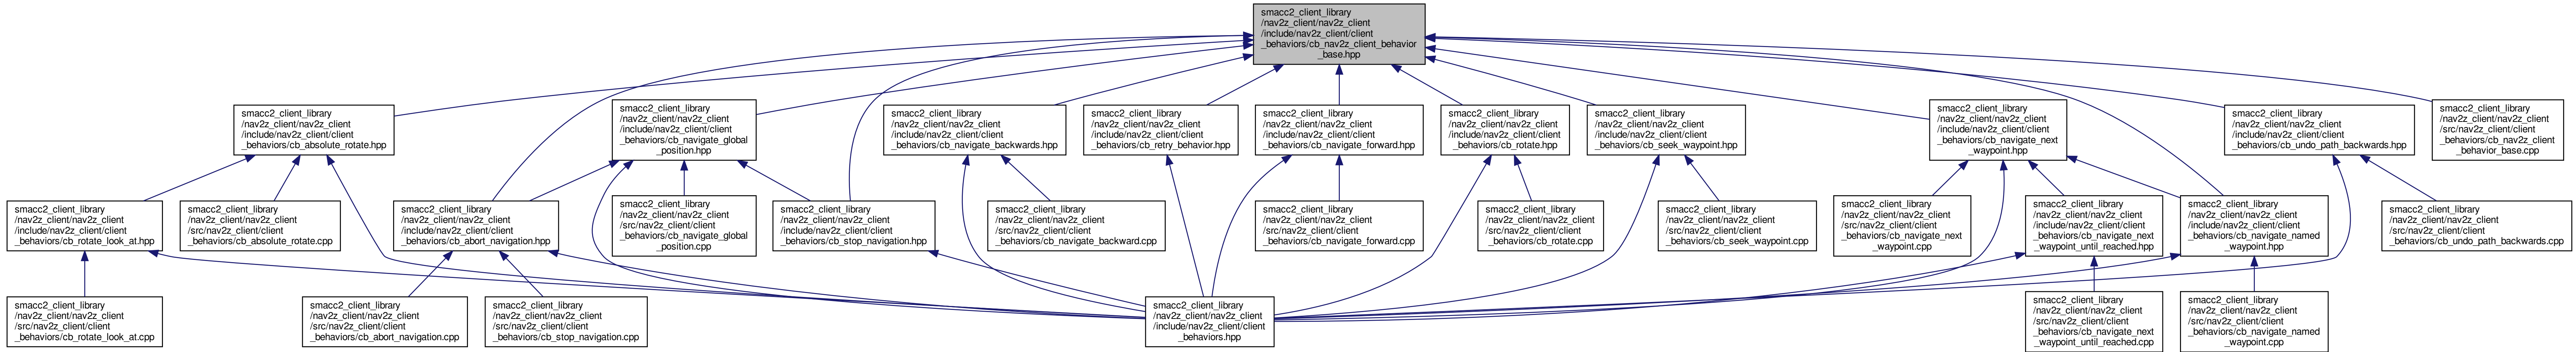 smacc2_client_library
/nav2z_client/nav2z_client
/include/nav2z_client/client
_behaviors/cb_nav2z_client_behavior
_base.hpp
smacc2_client_library
/nav2z_client/nav2z_client
/include/nav2z_client/client
_behaviors/cb_absolute_rotate.hpp
smacc2_client_library
/nav2z_client/nav2z_client
/include/nav2z_client/client
_behaviors/cb_navigate_global
_position.hpp
smacc2_client_library
/nav2z_client/nav2z_client
/include/nav2z_client/client
_behaviors/cb_navigate_backwards.hpp
smacc2_client_library
/nav2z_client/nav2z_client
/include/nav2z_client/client
_behaviors/cb_retry_behavior.hpp
smacc2_client_library
/nav2z_client/nav2z_client
/include/nav2z_client/client
_behaviors/cb_navigate_forward.hpp
smacc2_client_library
/nav2z_client/nav2z_client
/include/nav2z_client/client
_behaviors/cb_rotate.hpp
smacc2_client_library
/nav2z_client/nav2z_client
/include/nav2z_client/client
_behaviors/cb_seek_waypoint.hpp
smacc2_client_library
/nav2z_client/nav2z_client
/include/nav2z_client/client
_behaviors/cb_navigate_next
_waypoint.hpp
smacc2_client_library
/nav2z_client/nav2z_client
/include/nav2z_client/client
_behaviors/cb_undo_path_backwards.hpp
smacc2_client_library
/nav2z_client/nav2z_client
/src/nav2z_client/client
_behaviors/cb_nav2z_client
_behavior_base.cpp
smacc2_client_library
/nav2z_client/nav2z_client
/include/nav2z_client/client
_behaviors/cb_rotate_look_at.hpp
smacc2_client_library
/nav2z_client/nav2z_client
/src/nav2z_client/client
_behaviors/cb_absolute_rotate.cpp
smacc2_client_library
/nav2z_client/nav2z_client
/include/nav2z_client/client
_behaviors/cb_abort_navigation.hpp
smacc2_client_library
/nav2z_client/nav2z_client
/src/nav2z_client/client
_behaviors/cb_navigate_global
_position.cpp
smacc2_client_library
/nav2z_client/nav2z_client
/include/nav2z_client/client
_behaviors/cb_stop_navigation.hpp
smacc2_client_library
/nav2z_client/nav2z_client
/src/nav2z_client/client
_behaviors/cb_navigate_backward.cpp
smacc2_client_library
/nav2z_client/nav2z_client
/src/nav2z_client/client
_behaviors/cb_navigate_forward.cpp
smacc2_client_library
/nav2z_client/nav2z_client
/src/nav2z_client/client
_behaviors/cb_rotate.cpp
smacc2_client_library
/nav2z_client/nav2z_client
/src/nav2z_client/client
_behaviors/cb_seek_waypoint.cpp
smacc2_client_library
/nav2z_client/nav2z_client
/src/nav2z_client/client
_behaviors/cb_navigate_next
_waypoint.cpp
smacc2_client_library
/nav2z_client/nav2z_client
/include/nav2z_client/client
_behaviors/cb_navigate_next
_waypoint_until_reached.hpp
smacc2_client_library
/nav2z_client/nav2z_client
/include/nav2z_client/client
_behaviors/cb_navigate_named
_waypoint.hpp
smacc2_client_library
/nav2z_client/nav2z_client
/src/nav2z_client/client
_behaviors/cb_undo_path_backwards.cpp
smacc2_client_library
/nav2z_client/nav2z_client
/src/nav2z_client/client
_behaviors/cb_rotate_look_at.cpp
smacc2_client_library
/nav2z_client/nav2z_client
/src/nav2z_client/client
_behaviors/cb_abort_navigation.cpp
smacc2_client_library
/nav2z_client/nav2z_client
/src/nav2z_client/client
_behaviors/cb_stop_navigation.cpp
smacc2_client_library
/nav2z_client/nav2z_client
/include/nav2z_client/client
_behaviors.hpp
smacc2_client_library
/nav2z_client/nav2z_client
/src/nav2z_client/client
_behaviors/cb_navigate_next
_waypoint_until_reached.cpp
smacc2_client_library
/nav2z_client/nav2z_client
/src/nav2z_client/client
_behaviors/cb_navigate_named
_waypoint.cpp